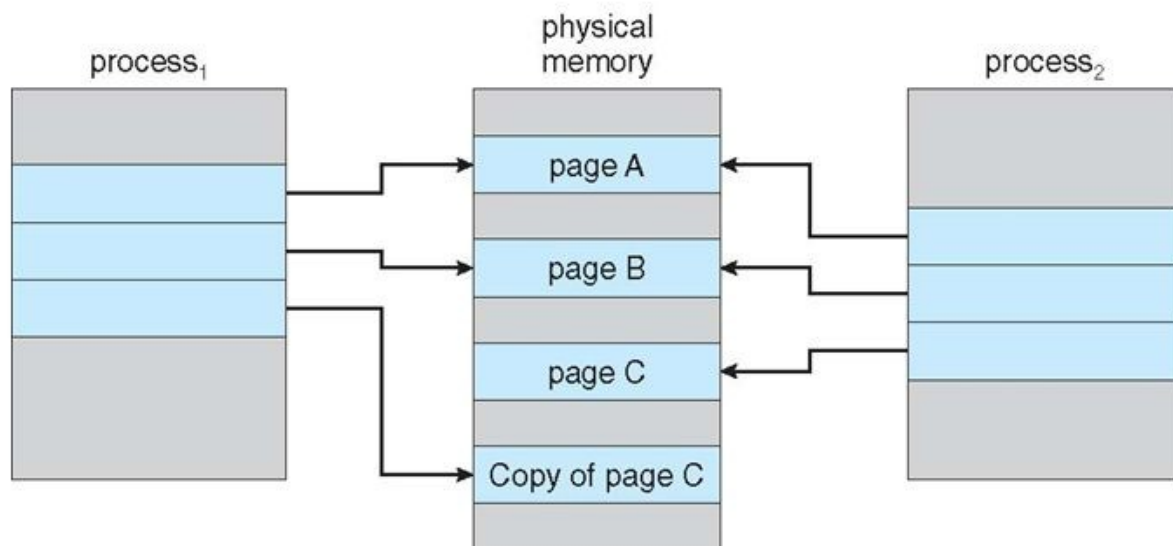 process₁
physical
memory
process₂
page A
page B
page C
Copy of page C